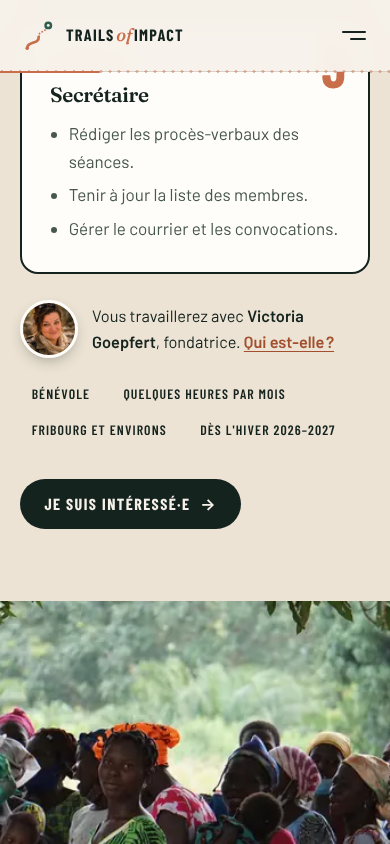 TRAILS of IMPACT
Secrétaire
Rédiger les procès-verbaux des
séances.
Tenir à jour la liste des membres.
Gérer le courrier et les convocations.
Vous travaillerez avec Victoria
Goepfert, fondatrice. Qui est-elle ?
BÉNÉVOLE QUELQUES HEURES PAR MOIS
FRIBOURG ET ENVIRONS DÈS L'HIVER 2026-2027
JE SUIS INTÉRESSÉ·E →